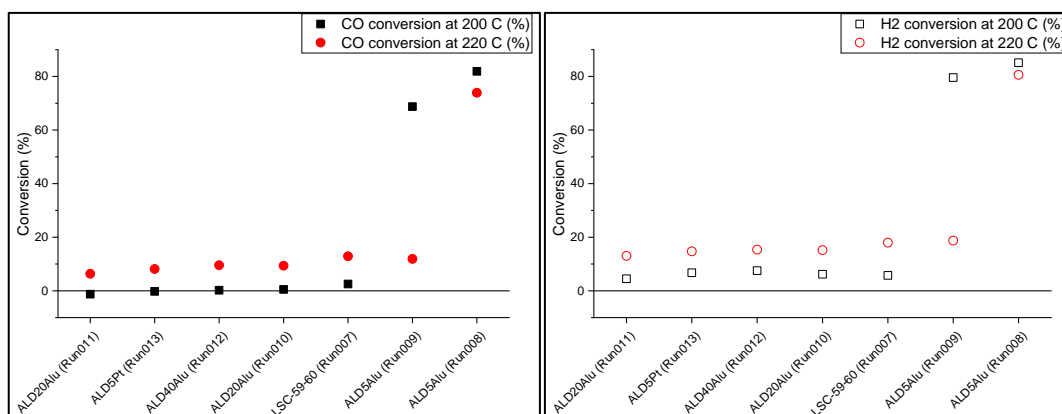 CO conversion at 200 C (%)
CO conversion at 220 C (%)
Conversion (%)
80
60
40
20
0
ALD20Alu (Run011)
ALD5Pt (Run013)
ALD40Alu (Run012)
ALD20Alu (Run010)
LSC-59-60 (Run007)
ALD5Alu (Run009)
ALD5Alu (Run008)
H2 conversion at 200 C (%)
H2 conversion at 220 C (%)
Conversion (%)
80
60
40
20
0
ALD20Alu (Run011)
ALD5Pt (Run013)
ALD40Alu (Run012)
ALD20Alu (Run010)
LSC-59-60 (Run007)
ALD5Alu (Run009)
ALD5Alu (Run008)